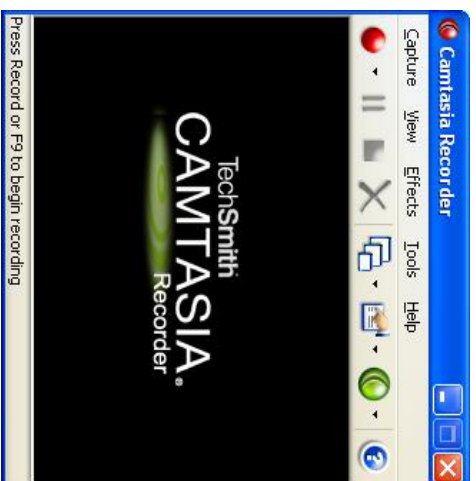 Camtasia Recorder
Capture View Effects Tools Help
TechSmith
CAMTASIA®
Recorder
Press Record or F9 to begin recording